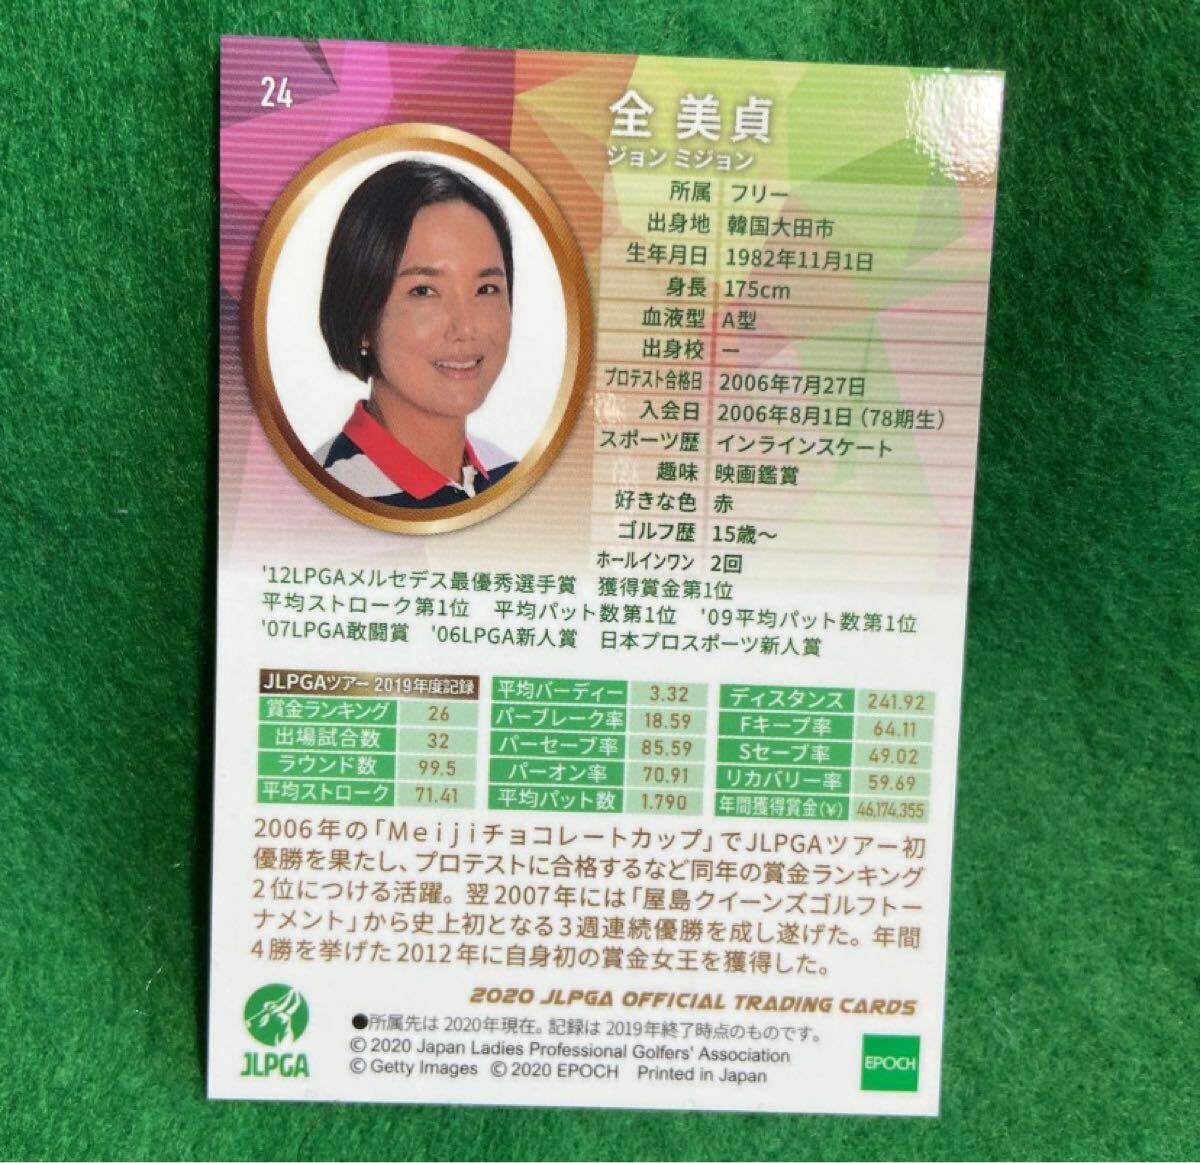 24
全 美貞
ジョン ミジョン
所属 フリー
出身地 韓国大田市
生年月日 1982年11月1日
身長 175cm
血液型 A型
出身校 ー
プロテスト合格日 2006年7月27日
入会日 2006年8月1日（78期生）
スポーツ歴 インラインスケート
趣味 映画鑑賞
好きな色 赤
ゴルフ歴 15歳〜
ホールインワン 2回
'12LPGAメルセデス最優秀選手賞　獲得賞金第1位
平均ストローク第1位　平均パット数第1位　'09平均パット数第1位
'07LPGA敢闘賞　'06LPGA新人賞　日本プロスポーツ新人賞
JLPGAツアー 2019年度記録
賞金ランキング 26
出場試合数 32
ラウンド数 99.5
平均ストローク 71.41
平均バーディー 3.32
パーブレーク率 18.59
パーセーブ率 85.59
パーオン率 70.91
平均パット数 1.790
ディスタンス 241.92
Fキープ率 64.11
Sセーブ率 49.02
リカバリー率 59.69
年間獲得賞金(￥) 46,174,355
2006年の「Meijiチョコレートカップ」でJLPGAツアー初
優勝を果たし、プロテストに合格するなど同年の賞金ランキング
2位につける活躍。翌2007年には「屋島クイーンズゴルフトー
ナメント」から史上初となる3週連続優勝を成し遂げた。年間
4勝を挙げた2012年に自身初の賞金女王を獲得した。
2020 JLPGA OFFICIAL TRADING CARDS
●所属先は 2020年現在。記録は 2019年終了時点のものです。
© 2020 Japan Ladies Professional Golfers' Association
© Getty Images　© 2020 EPOCH　Printed in Japan
JLPGA
EPOCH